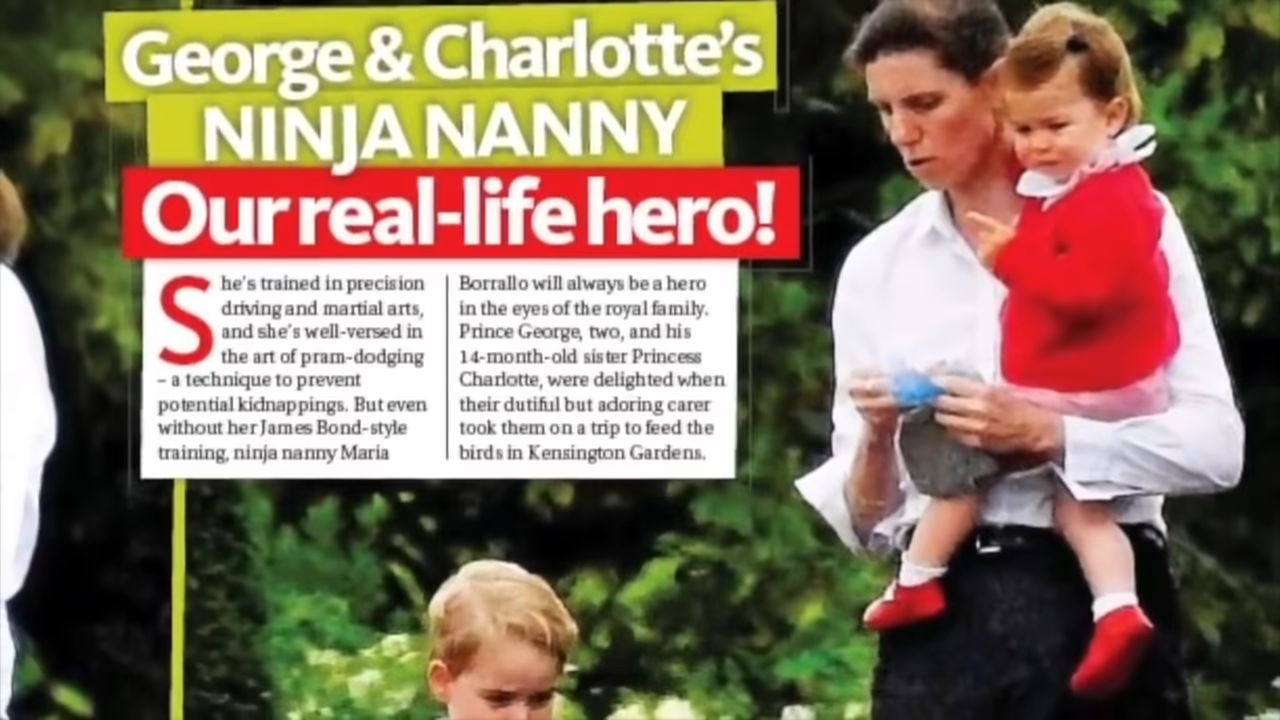 George & Charlotte's
NINJA NANNY
Our real-life hero!
She's trained in precision
driving and martial arts,
and she's well-versed in
the art of pram-dodging
– a technique to prevent
potential kidnappings. But even
without her James Bond-style
training, ninja nanny Maria
Borrallo will always be a hero
in the eyes of the royal family.
Prince George, two, and his
14-month-old sister Princess
Charlotte, were delighted when
their dutiful but adoring carer
took them on a trip to feed the
birds in Kensington Gardens.